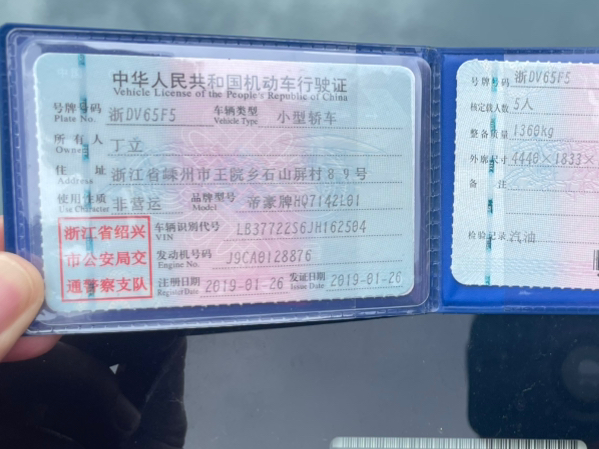 中华人民共和国机动车行驶证
Vehicle License of the People's Republic of China
号牌号码 Plate No. 浙DV65F5 车辆类型 Vehicle Type 小型轿车
所有人 Owner 丁立
住址 Address 浙江省嵊州市王院乡石山屏村89号
使用性质 Use Character 非营运 品牌型号 Model 帝豪牌HQ7142L01
浙江省绍兴
市公安局交
通警察支队
车辆识别代号 VIN LB37722S6JH162504
发动机号码 Engine No. J9CA0128876
注册日期 Register Date 2019-01-26 发证日期 Issue Date 2019-01-26
号牌号码 浙DV65F5
核定载人数 5人
整备质量 1360Kg
外廓尺寸 4440×1833×
备注
检验记录 汽油